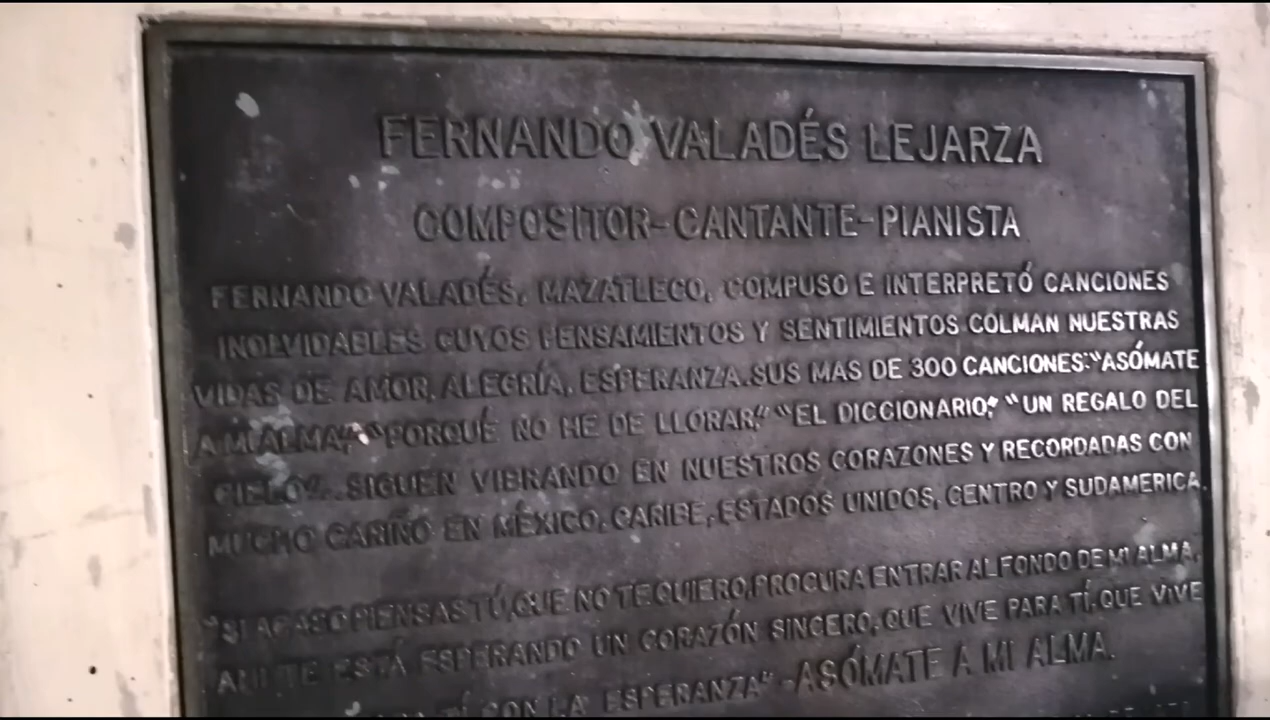 FERNANDO VALADÉS LEJARZA
COMPOSITOR-CANTANTE-PIANISTA
FERNANDO VALADÉS, MAZATLECO, COMPUSO E INTERPRETÓ CANCIONES
INOLVIDABLES CUYOS PENSAMIENTOS Y SENTIMIENTOS COLMAN NUESTRAS
VIDAS DE AMOR, ALEGRÍA, ESPERANZA. SUS MAS DE 300 CANCIONES: "ASÓMATE
A MI ALMA," "PORQUÉ NO HE DE LLORAR," "EL DICCIONARIO," "UN REGALO DEL
CIELO"... SIGUEN VIBRANDO EN NUESTROS CORAZONES Y RECORDADAS CON
MUCHO CARIÑO EN MÉXICO, CARIBE, ESTADOS UNIDOS, CENTRO Y SUDAMERICA.
"SI ACASO PIENSAS TÚ, QUE NO TE QUIERO, PROCURA ENTRAR AL FONDO DE MI ALMA,
AHI TE ESTÁ ESPERANDO UN CORAZÓN SINCERO, QUE VIVE PARA TÍ, QUE VIVE
CON LA ESPERANZA" -ASÓMATE A MI ALMA.